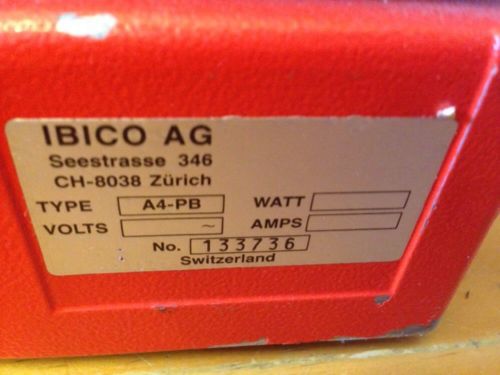 IBICO AG
Seestrasse 346
CH-8038 Zürich
TYPE A4-PB WATT
VOLTS ~ AMPS
No. 133736
Switzerland